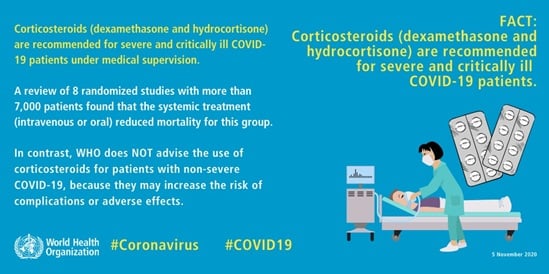 Corticosteroids (dexamethasone and hydrocortisone)
are recommended for severe and critically ill COVID-
19 patients under medical supervision.
A review of 8 randomized studies with more than
7,000 patients found that the systemic treatment
(intravenous or oral) reduced mortality for this group.
In contrast, WHO does NOT advise the use of
corticosteroids for patients with non-severe
COVID-19, because they may increase the risk of
complications or adverse effects.
World Health
Organization
#Coronavirus #COVID19
FACT:
Corticosteroids (dexamethasone and
hydrocortisone) are recommended
for severe and critically ill
COVID-19 patients.
5 November 2020